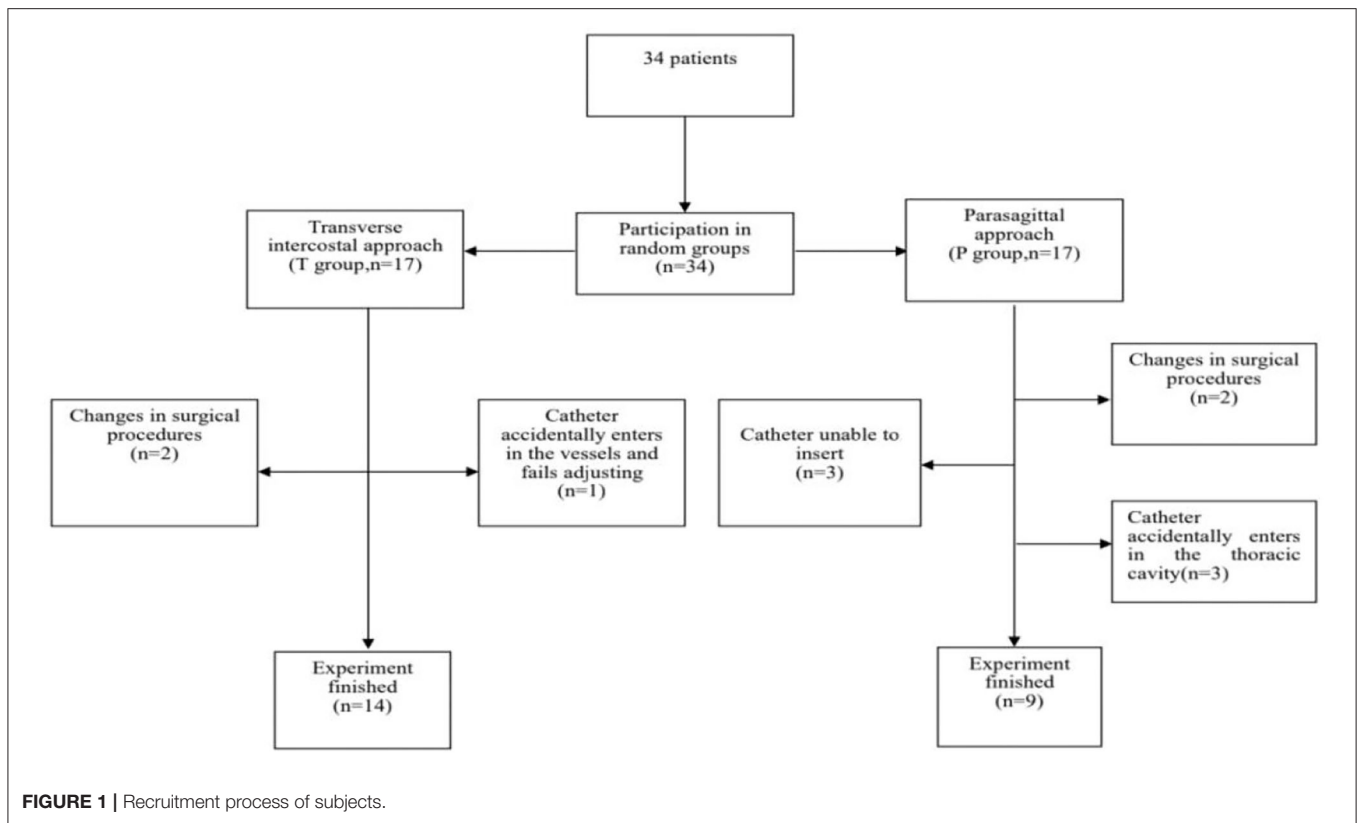 34 patients
Transverse
intercostal approach
(T group,n=17)
Participation in
random groups
(n=34)
Parasagittal
approach
(P group,n=17)
Changes in surgical
procedures
(n=2)
Catheter
accidentally enters
in the vessels and
fails adjusting
(n=1)
Catheter unable to
insert
(n=3)
Changes in surgical
procedures
(n=2)
Catheter
accidentally enters
in the thoracic
cavity(n=3)
Experiment
finished
(n=14)
Experiment
finished
(n=9)
FIGURE 1 | Recruitment process of subjects.